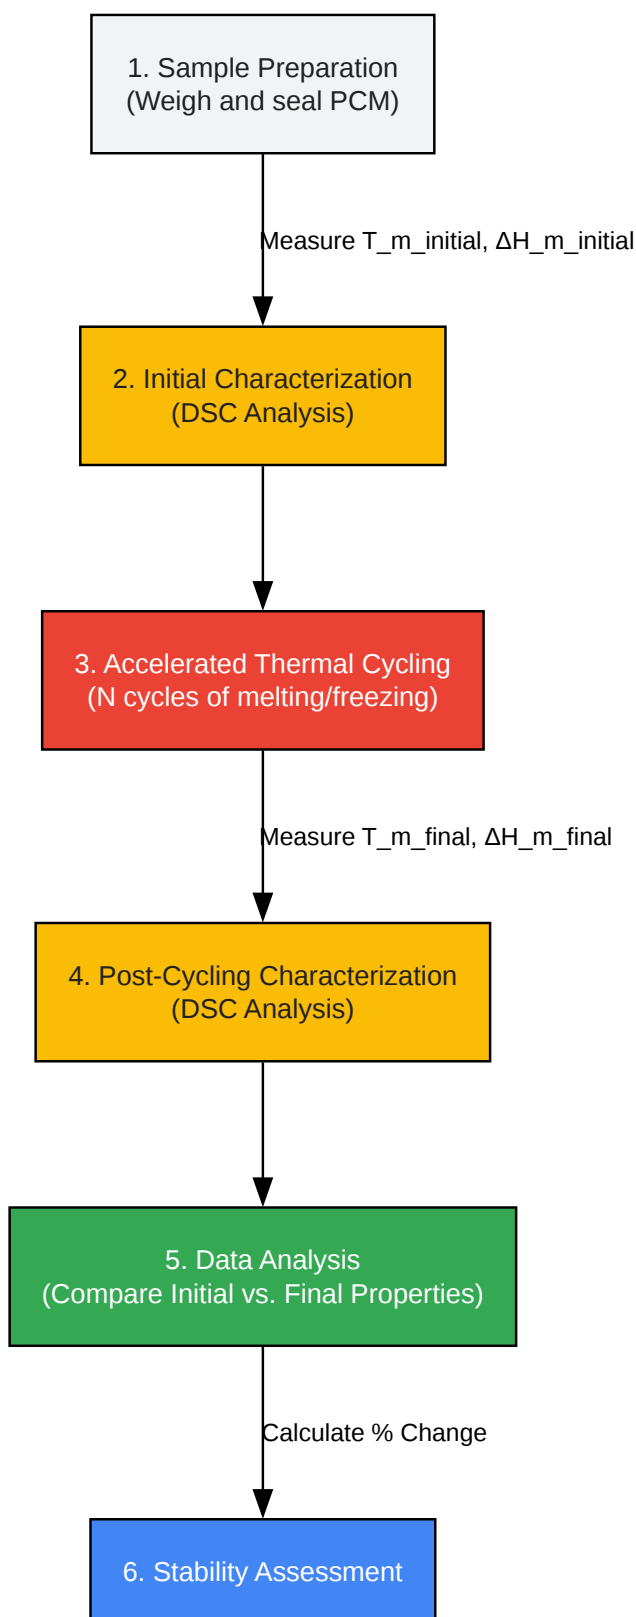 1. Sample Preparation
(Weigh and seal PCM)
Measure T_m_initial, ΔH_m_initial
2. Initial Characterization
(DSC Analysis)
3. Accelerated Thermal Cycling
(N cycles of melting/freezing)
Measure T_m_final, ΔH_m_final
4. Post-Cycling Characterization
(DSC Analysis)
5. Data Analysis
(Compare Initial vs. Final Properties)
Calculate % Change
6. Stability Assessment